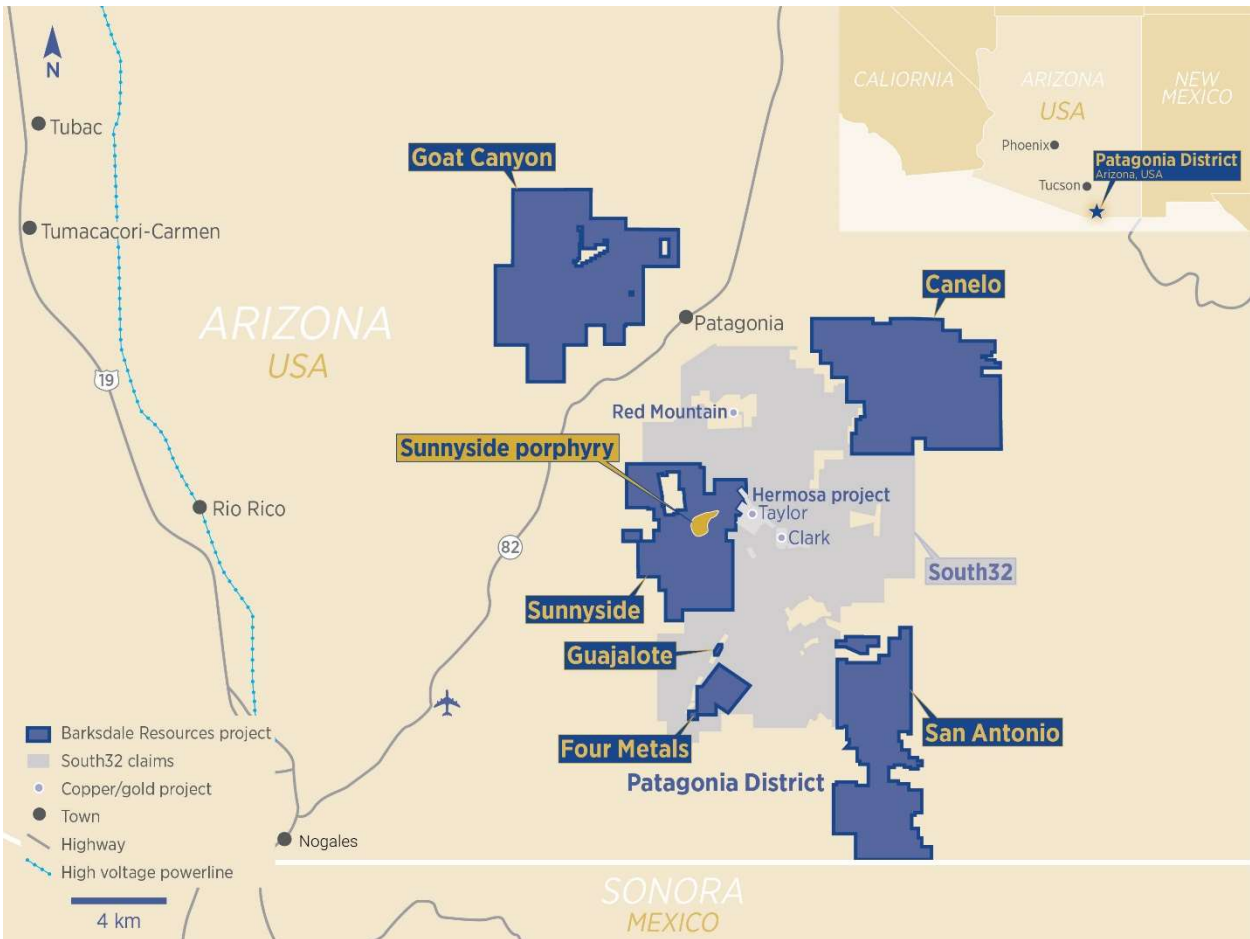 N
Tubac
Tumacacori-Carmen
Goat Canyon
CALIORNIA
ARIZONA
USA
NEW
MEXICO
Phoenix
Tucson
Patagonia District
Arizona, USA
ARIZONA
USA
19
Patagonia
Canelo
Red Mountain
Sunnyside porphyry
Hermosa project
Taylor
Clark
Rio Rico
82
South32
Sunnyside
Guajalote
Four Metals
San Antonio
Patagonia District
Barksdale Resources project
South32 claims
Copper/gold project
Town
Highway
High voltage powerline
4 km
Nogales
SONORA
MEXICO